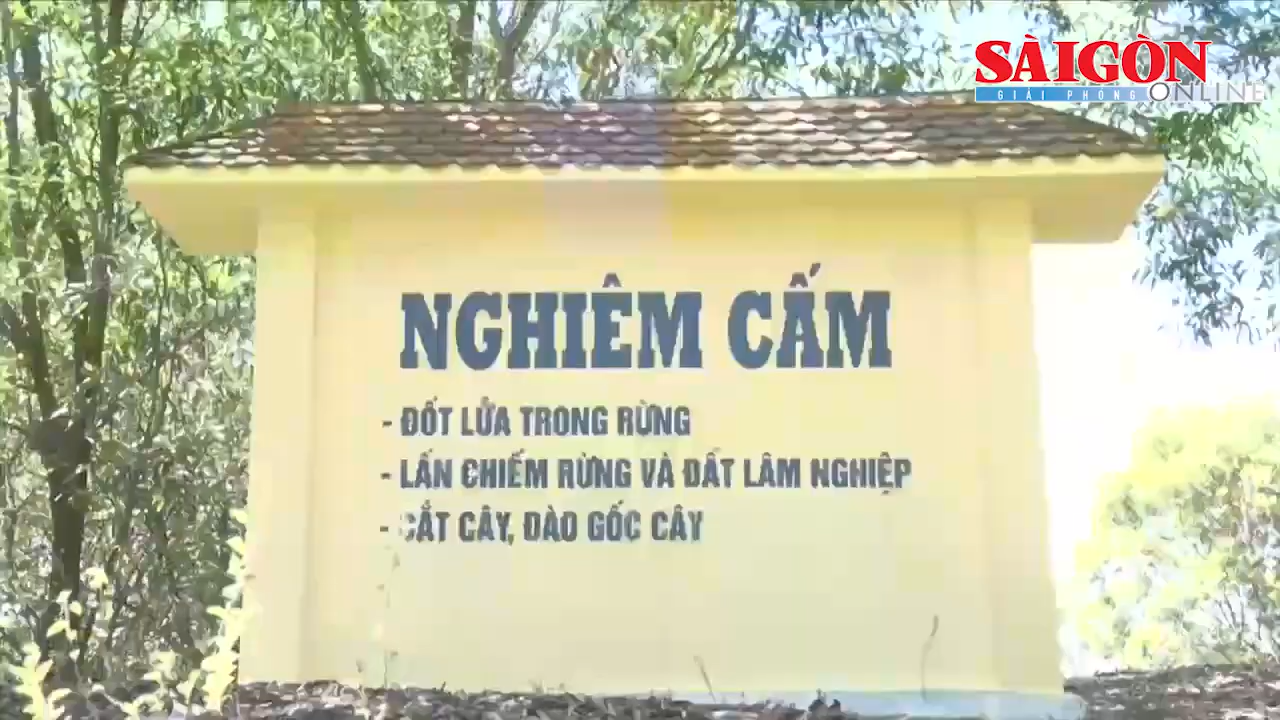 SÀIGÒN
GIẢI PHÓNG ONLINE
NGHIÊM CẤM
- ĐỐT LỬA TRONG RỪNG
- LẤN CHIẾM RỪNG VÀ ĐẤT LÂM NGHIỆP
- CẮT CÂY, ĐÀO GỐC CÂY